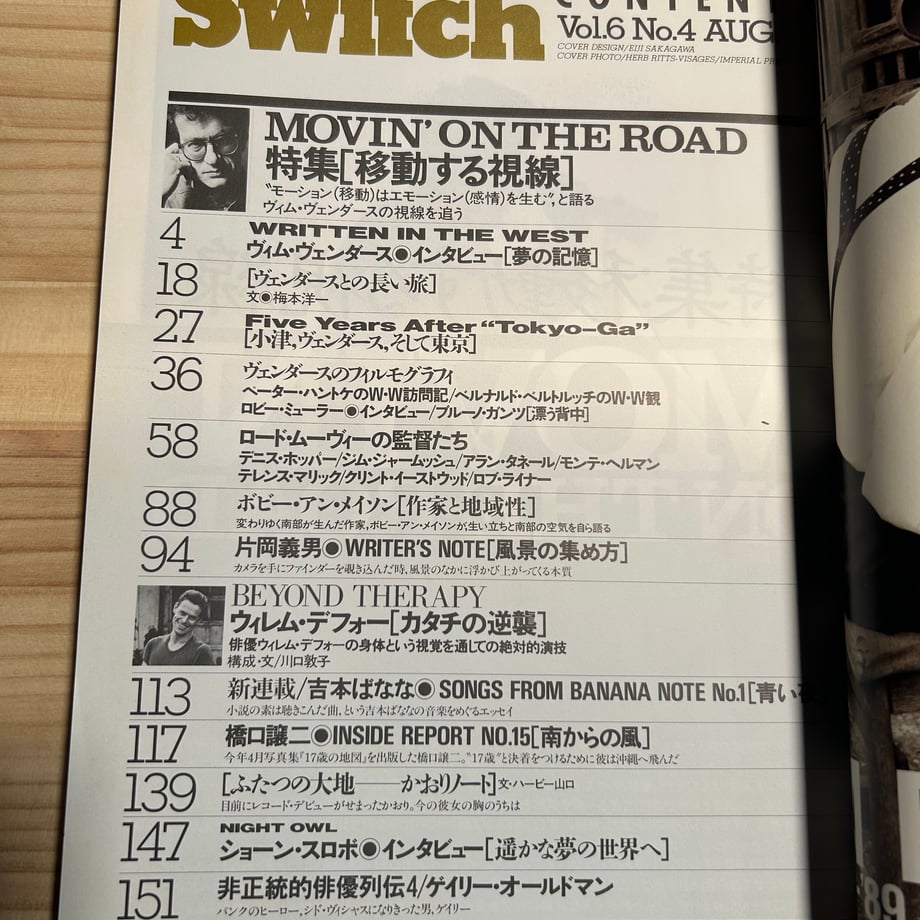 Switch
CONTEN
Vol.6 No.4 AUG
COVER DESIGN/EIJI SAKAGAWA
COVER PHOTO/HERB RITTS-VISAGES/IMPERIAL PR
MOVIN' ON THE ROAD
特集[移動する視線]
“モーション(移動)はエモーション(感情)を生む”,と語る
ヴィム・ヴェンダースの視線を追う
4 WRITTEN IN THE WEST
ヴィム・ヴェンダース◉インタビュー[夢の記憶]
18 [ヴェンダースとの長い旅]
文◉梅本洋一
27 Five Years After “Tokyo-Ga”
[小津,ヴェンダース,そして東京]
36 ヴェンダースのフィルモグラフィ
ペーター・ハントケのW・W訪問記/ベルナルド・ベルトルッチのW・W観
ロビー・ミューラー◉インタビュー/ブルーノ・ガンツ[漂う背中]
58 ロード・ムーヴィーの監督たち
デニス・ホッパー/ジム・ジャームッシュ/アラン・タネール/モンテ・ヘルマン
テレンス・マリック/クリント・イーストウッド/ロブ・ライナー
88 ボビー・アン・メイソン[作家と地域性]
変わりゆく南部が生んだ作家,ボビー・アン・メイソンが,生い立ちと南部の空気を自ら語る
94 片岡義男◉WRITER'S NOTE[風景の集め方]
カメラを手にファインダーを覗き込んだ時,風景のなかに浮かび上がってくる本質
BEYOND THERAPY
ウィレム・デフォー[カタチの逆襲]
俳優ウィレム・デフォーの身体という視覚を通しての絶対的演技
構成・文/川口敦子
113 新連載/吉本ばなな◉SONGS FROM BANANA NOTE No.1[青い
小説の素は聴きこんだ曲,という吉本ばななの音楽をめぐるエッセイ
117 橋口譲二◉INSIDE REPORT NO.15[南からの風]
今年4月写真集『17歳の地図』を出版した橋口譲二。“17歳”と決着をつけるために彼は沖縄へ飛んだ
139 [ふたつの大地——かおりノート]文・ハービー山口
目前にレコード・デビューがせまったかおり。今の彼女の胸のうちは
147 NIGHT OWL
ショーン・スロボ◉インタビュー[遥かな夢の世界へ]
151 非正統的俳優列伝4/ゲイリー・オールドマン
パンクのヒーロー,シド・ヴィシャスになりきった男,ゲイリー
89